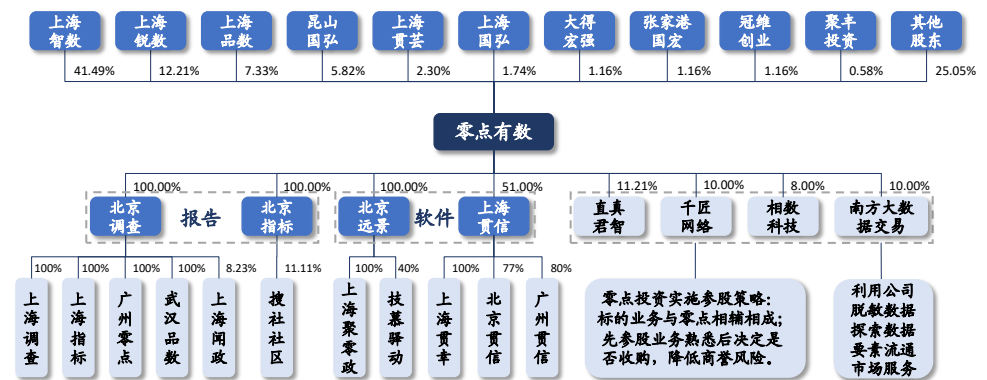 上海
智数
上海
锐数
上海
品数
昆山
国弘
上海
贯芸
上海
国弘
大得
宏强
张家港
国宏
冠维
创业
聚丰
投资
其他
股东
41.49%
12.21%
7.33%
5.82%
2.30%
1.74%
1.16%
1.16%
1.16%
0.58%
25.05%
零点有数
100.00%
100.00%
100.00%
51.00%
11.21%
10.00%
8.00%
10.00%
北京
调查
报告
北京
指标
北京
远景
软件
上海
贯信
直真
君智
千匠
网络
相数
科技
南方大数
据交易
100%
100%
100%
100%
8.23%
11.11%
100%
40%
100%
77%
80%
上海调查
上海指标
广州零点
武汉品数
上海闻政
搜社社区
上海聚零政
技慕驿动
上海贯幸
北京贯信
广州贯信
零点投资实施参股策略：
标的业务与零点相辅相成；
先参股业务熟悉后决定是
否收购，降低商誉风险。
利用公司
脱敏数据
探索数据
要素流通
市场服务